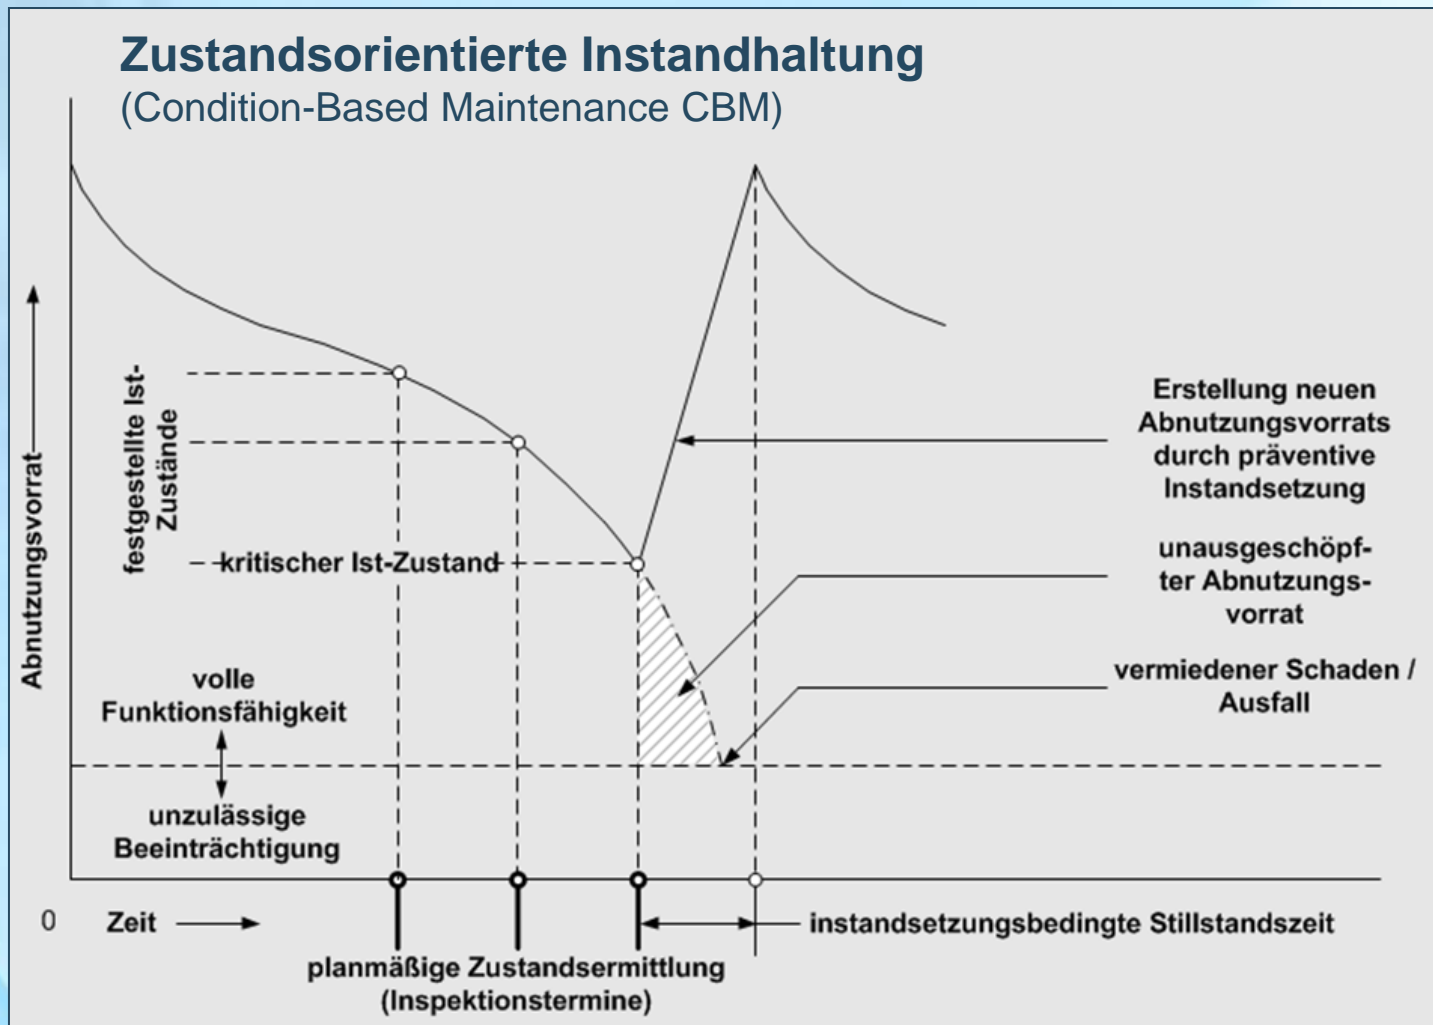 Zustandsorientierte Instandhaltung
(Condition-Based Maintenance CBM)
Abnutzungsvorrat
festgestellte Ist-
Zustände
kritischer Ist-Zustand
volle
Funktionsfähigkeit
unzulässige
Beeinträchtigung
Erstellung neuen
Abnutzungsvorrats
durch präventive
Instandsetzung
unausgeschöpf-
ter Abnutzungs-
vorrat
vermiedener Schaden /
Ausfall
0
Zeit
instandsetzungsbedingte Stillstandszeit
planmäßige Zustandsermittlung
(Inspektionstermine)